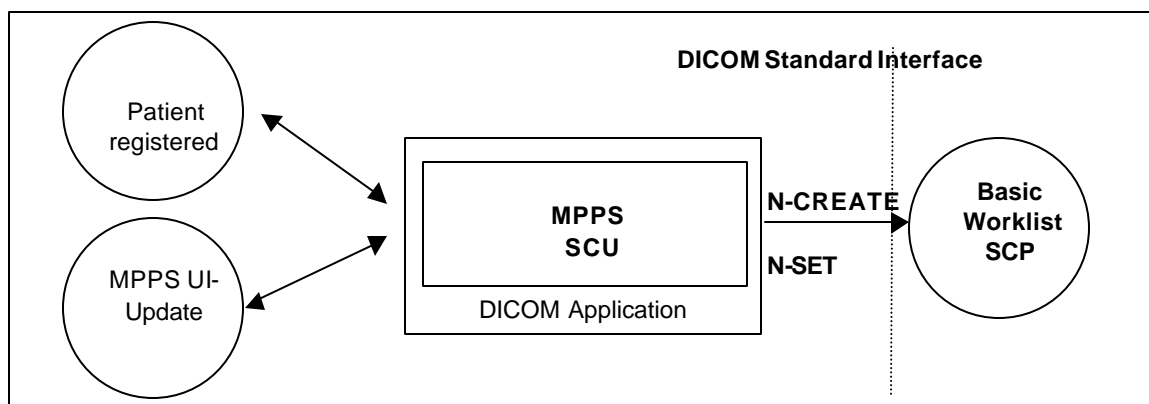 DICOM Standard Interface
Patient
registered
MPPS UI-
Update
MPPS
SCU
DICOM Application
N-CREATE
N-SET
Basic
Worklist
SCP